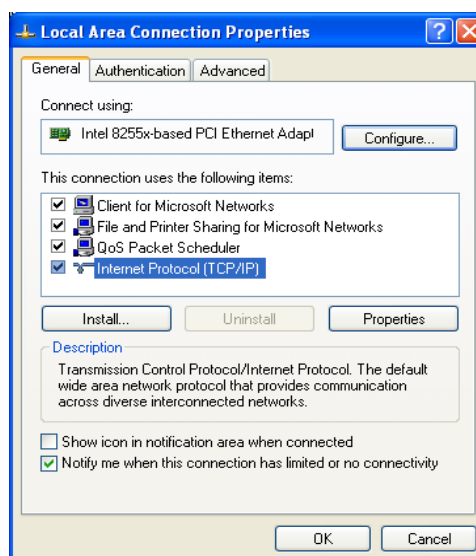 Local Area Connection Properties
General Authentication Advanced
Connect using:
Intel 8255x-based PCI Ethernet Adapt
Configure...
This connection uses the following items:
Client for Microsoft Networks
File and Printer Sharing for Microsoft Networks
QoS Packet Scheduler
Internet Protocol (TCP/IP)
Install... Uninstall Properties
Description
Transmission Control Protocol/Internet Protocol. The default
wide area network protocol that provides communication
across diverse interconnected networks.
Show icon in notification area when connected
Notify me when this connection has limited or no connectivity
OK Cancel